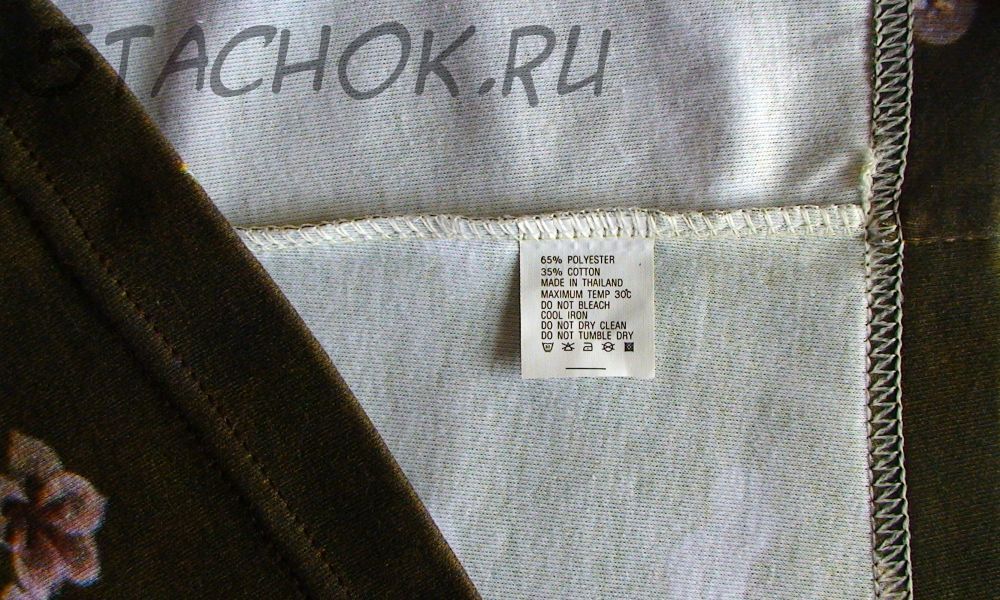 STACHOK.RU
65% POLYESTER
35% COTTON
MADE IN THAILAND
MAXIMUM TEMP 30°C
DO NOT BLEACH
COOL IRON
DO NOT DRY CLEAN
DO NOT TUMBLE DRY